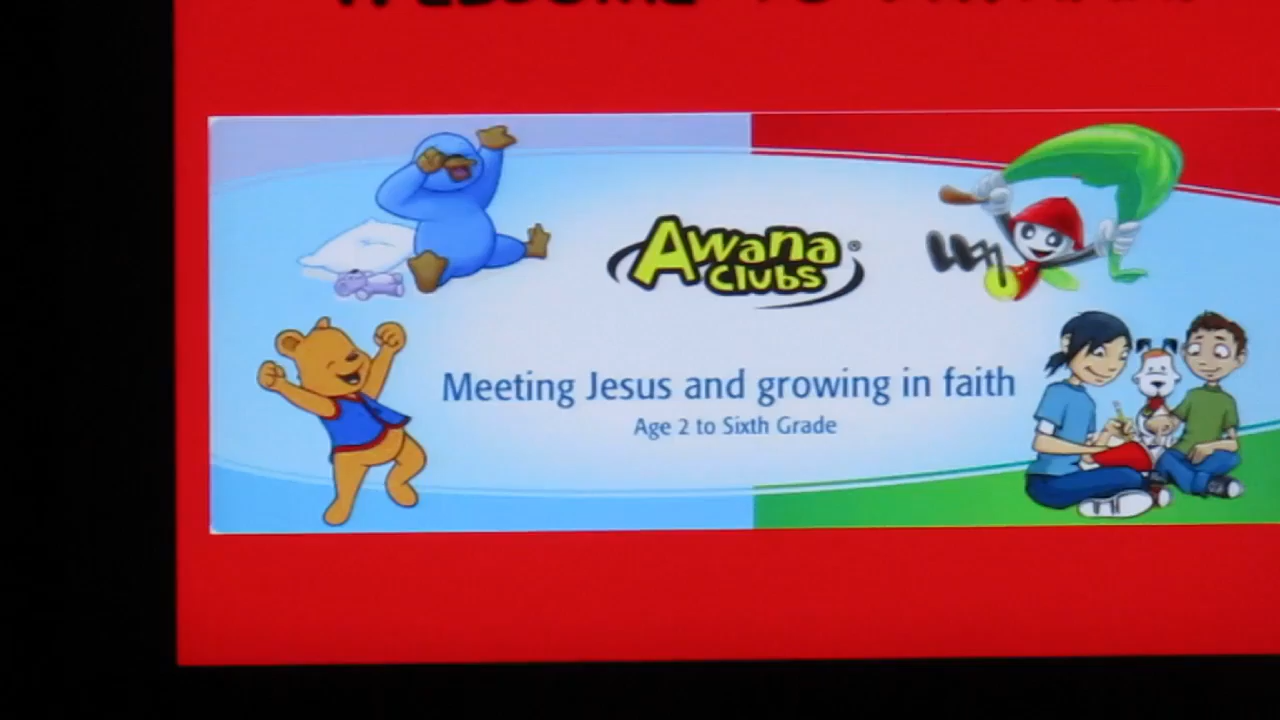 Awana®
Clubs
Meeting Jesus and growing in faith
Age 2 to Sixth Grade